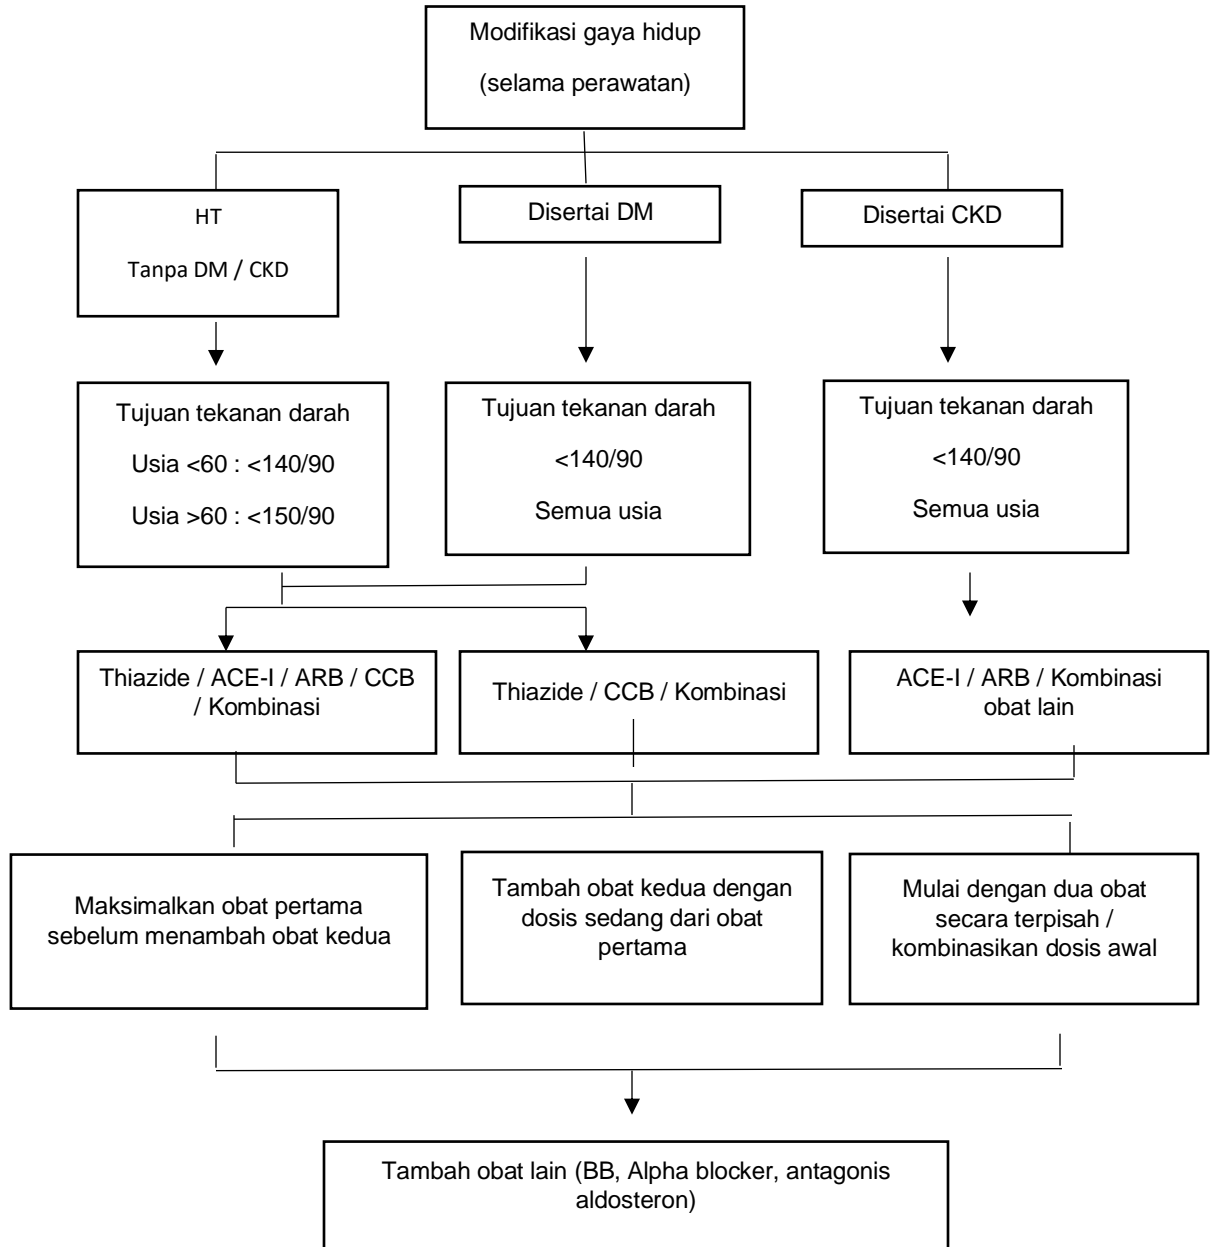 Modifikasi gaya hidup
(selama perawatan)
HT
Tanpa DM / CKD
Disertai DM
Disertai CKD
Tujuan tekanan darah
Usia <60 : <140/90
Usia >60 : <150/90
Tujuan tekanan darah
<140/90
Semua usia
Tujuan tekanan darah
<140/90
Semua usia
Thiazide / ACE-I / ARB / CCB
/ Kombinasi
Thiazide / CCB / Kombinasi
ACE-I / ARB / Kombinasi
obat lain
Maksimalkan obat pertama
sebelum menambah obat kedua
Tambah obat kedua dengan
dosis sedang dari obat
pertama
Mulai dengan dua obat
secara terpisah /
kombinasikan dosis awal
Tambah obat lain (BB, Alpha blocker, antagonis
aldosteron)